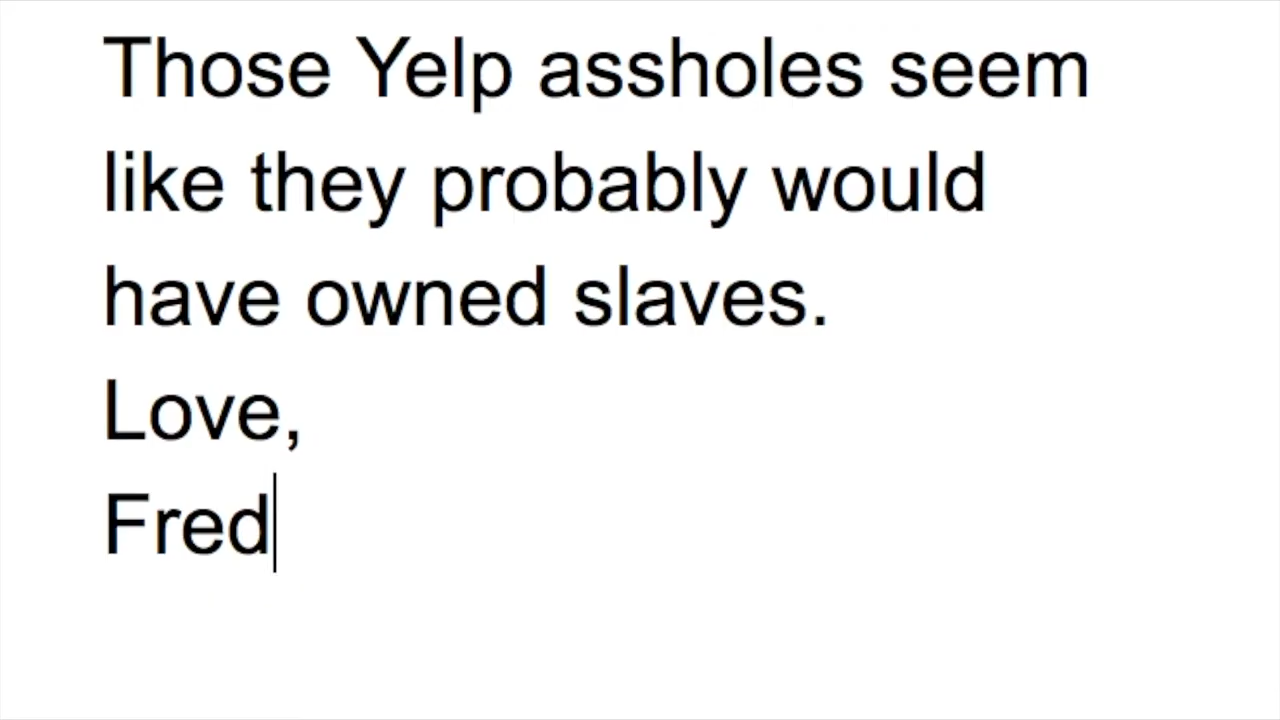 Those Yelp assholes seem
like they probably would
have owned slaves.
Love,
Fred